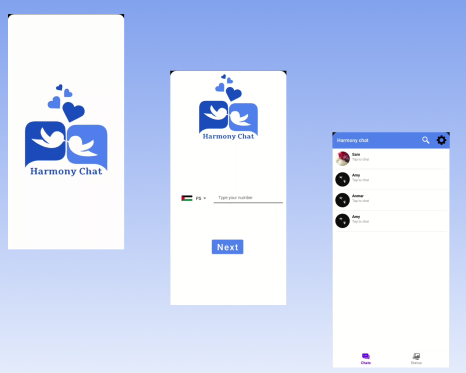 Harmony Chat
Harmony Chat
PS
Type your number
Next
Harmony chat
Sam
Tap to chat
Amy
Tap to chat
Ammar
Tap to chat
Amy
Tap to chat
Chats
Status